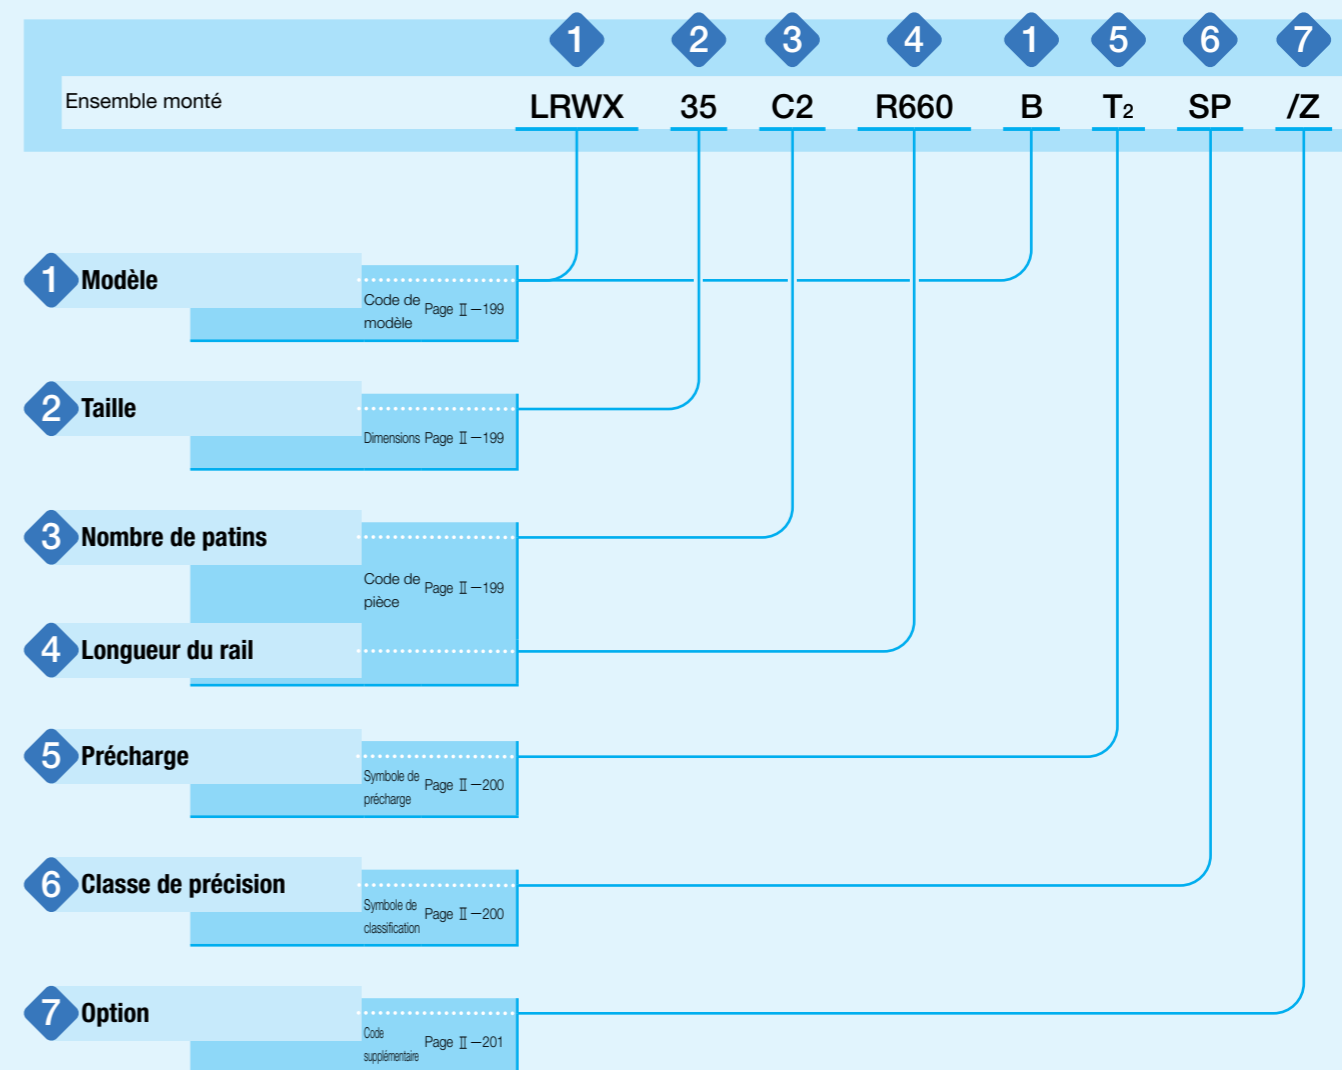 1 2 3 4 1 5 6 7
Ensemble monté LRWX 35 C2 R660 B T2 SP /Z
1 Modèle
Code de modèle Page Ⅱ－199
2 Taille
Dimensions Page Ⅱ－199
3 Nombre de patins
Code de pièce Page Ⅱ－199
4 Longueur du rail
5 Précharge
Symbole de précharge Page Ⅱ－200
6 Classe de précision
Symbole de classification Page Ⅱ－200
7 Option
Code supplémentaire Page Ⅱ－201